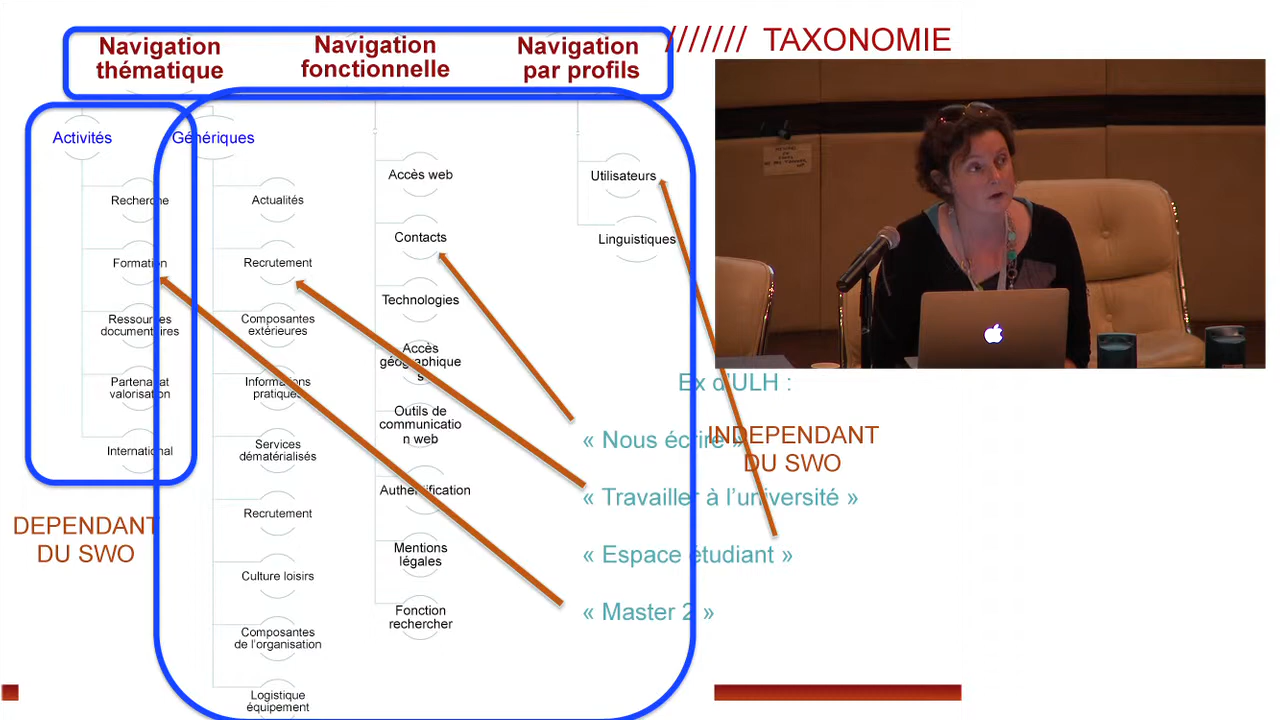 /////// TAXONOMIE
Navigation
thématique
Navigation
fonctionnelle
Navigation
par profils
Activités
Recherche
Formation
Ressources
documentaires
Partenariat
valorisation
International
DEPENDANT
DU SWO
Génériques
Actualités
Recrutement
Composantes
extérieures
Informations
pratiques
Services
dématérialisés
Recrutement
Culture loisirs
Composantes
de l'organisation
Logistique
équipement
Accès web
Contacts
Technologies
Accès
géographique
s
Outils de
communicatio
n web
Authentification
Mentions
légales
Fonction
rechercher
Utilisateurs
Linguistiques
Ex d'ULH :
« Nous écrire »
INDEPENDANT
DU SWO
« Travailler à l'université »
« Espace étudiant »
« Master 2 »